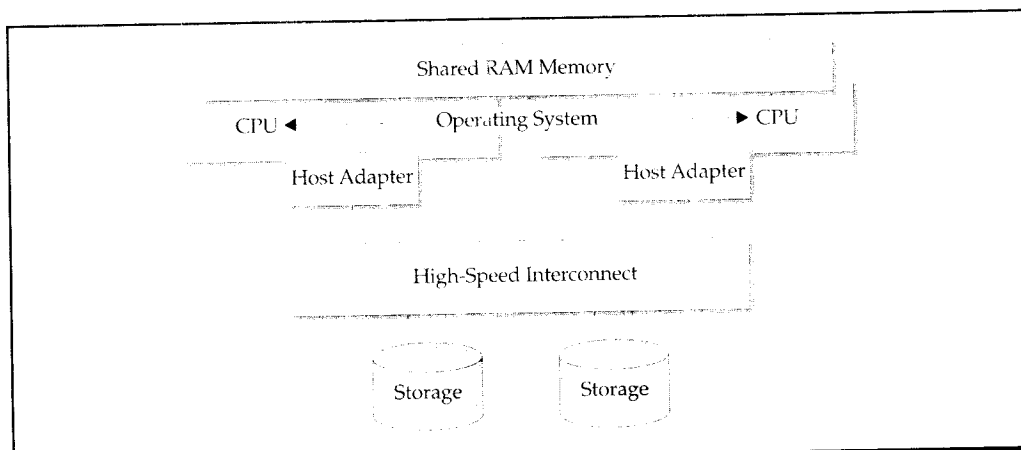 Shared RAM Memory
CPU Operating System CPU
Host Adapter Host Adapter
High-Speed Interconnect
Storage Storage